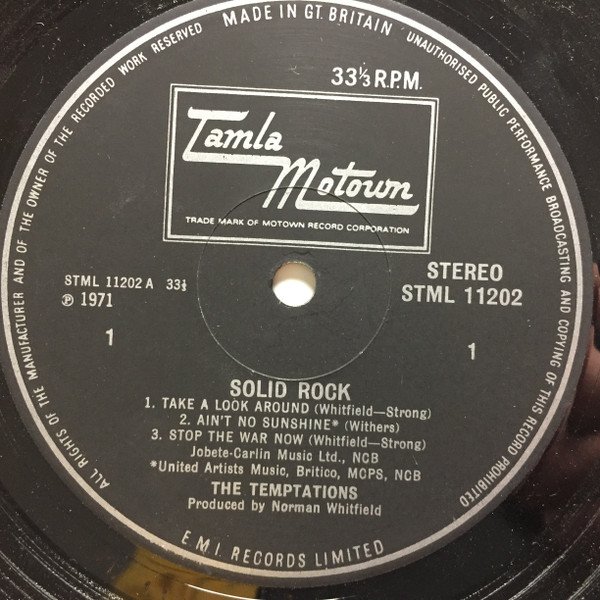 MADE IN GT. BRITAIN
UNAUTHORISED PUBLIC PERFORMANCE BROADCASTING AND COPYING OF THIS RECORD PROHIBITED
ALL RIGHTS OF THE MANUFACTURER AND OF THE OWNER OF THE RECORDED WORK RESERVED
33⅓ R.P.M.
Tamla
Motown
TRADE MARK OF MOTOWN RECORD CORPORATION
STML 11202 A 33⅓
℗ 1971
1
STEREO
STML 11202
1
SOLID ROCK
1. TAKE A LOOK AROUND (Whitfield—Strong)
2. AIN'T NO SUNSHINE* (Withers)
3. STOP THE WAR NOW (Whitfield—Strong)
Jobete-Carlin Music Ltd., NCB
*United Artists Music, Britico, MCPS, NCB
THE TEMPTATIONS
Produced by Norman Whitfield
E.M.I. RECORDS LIMITED